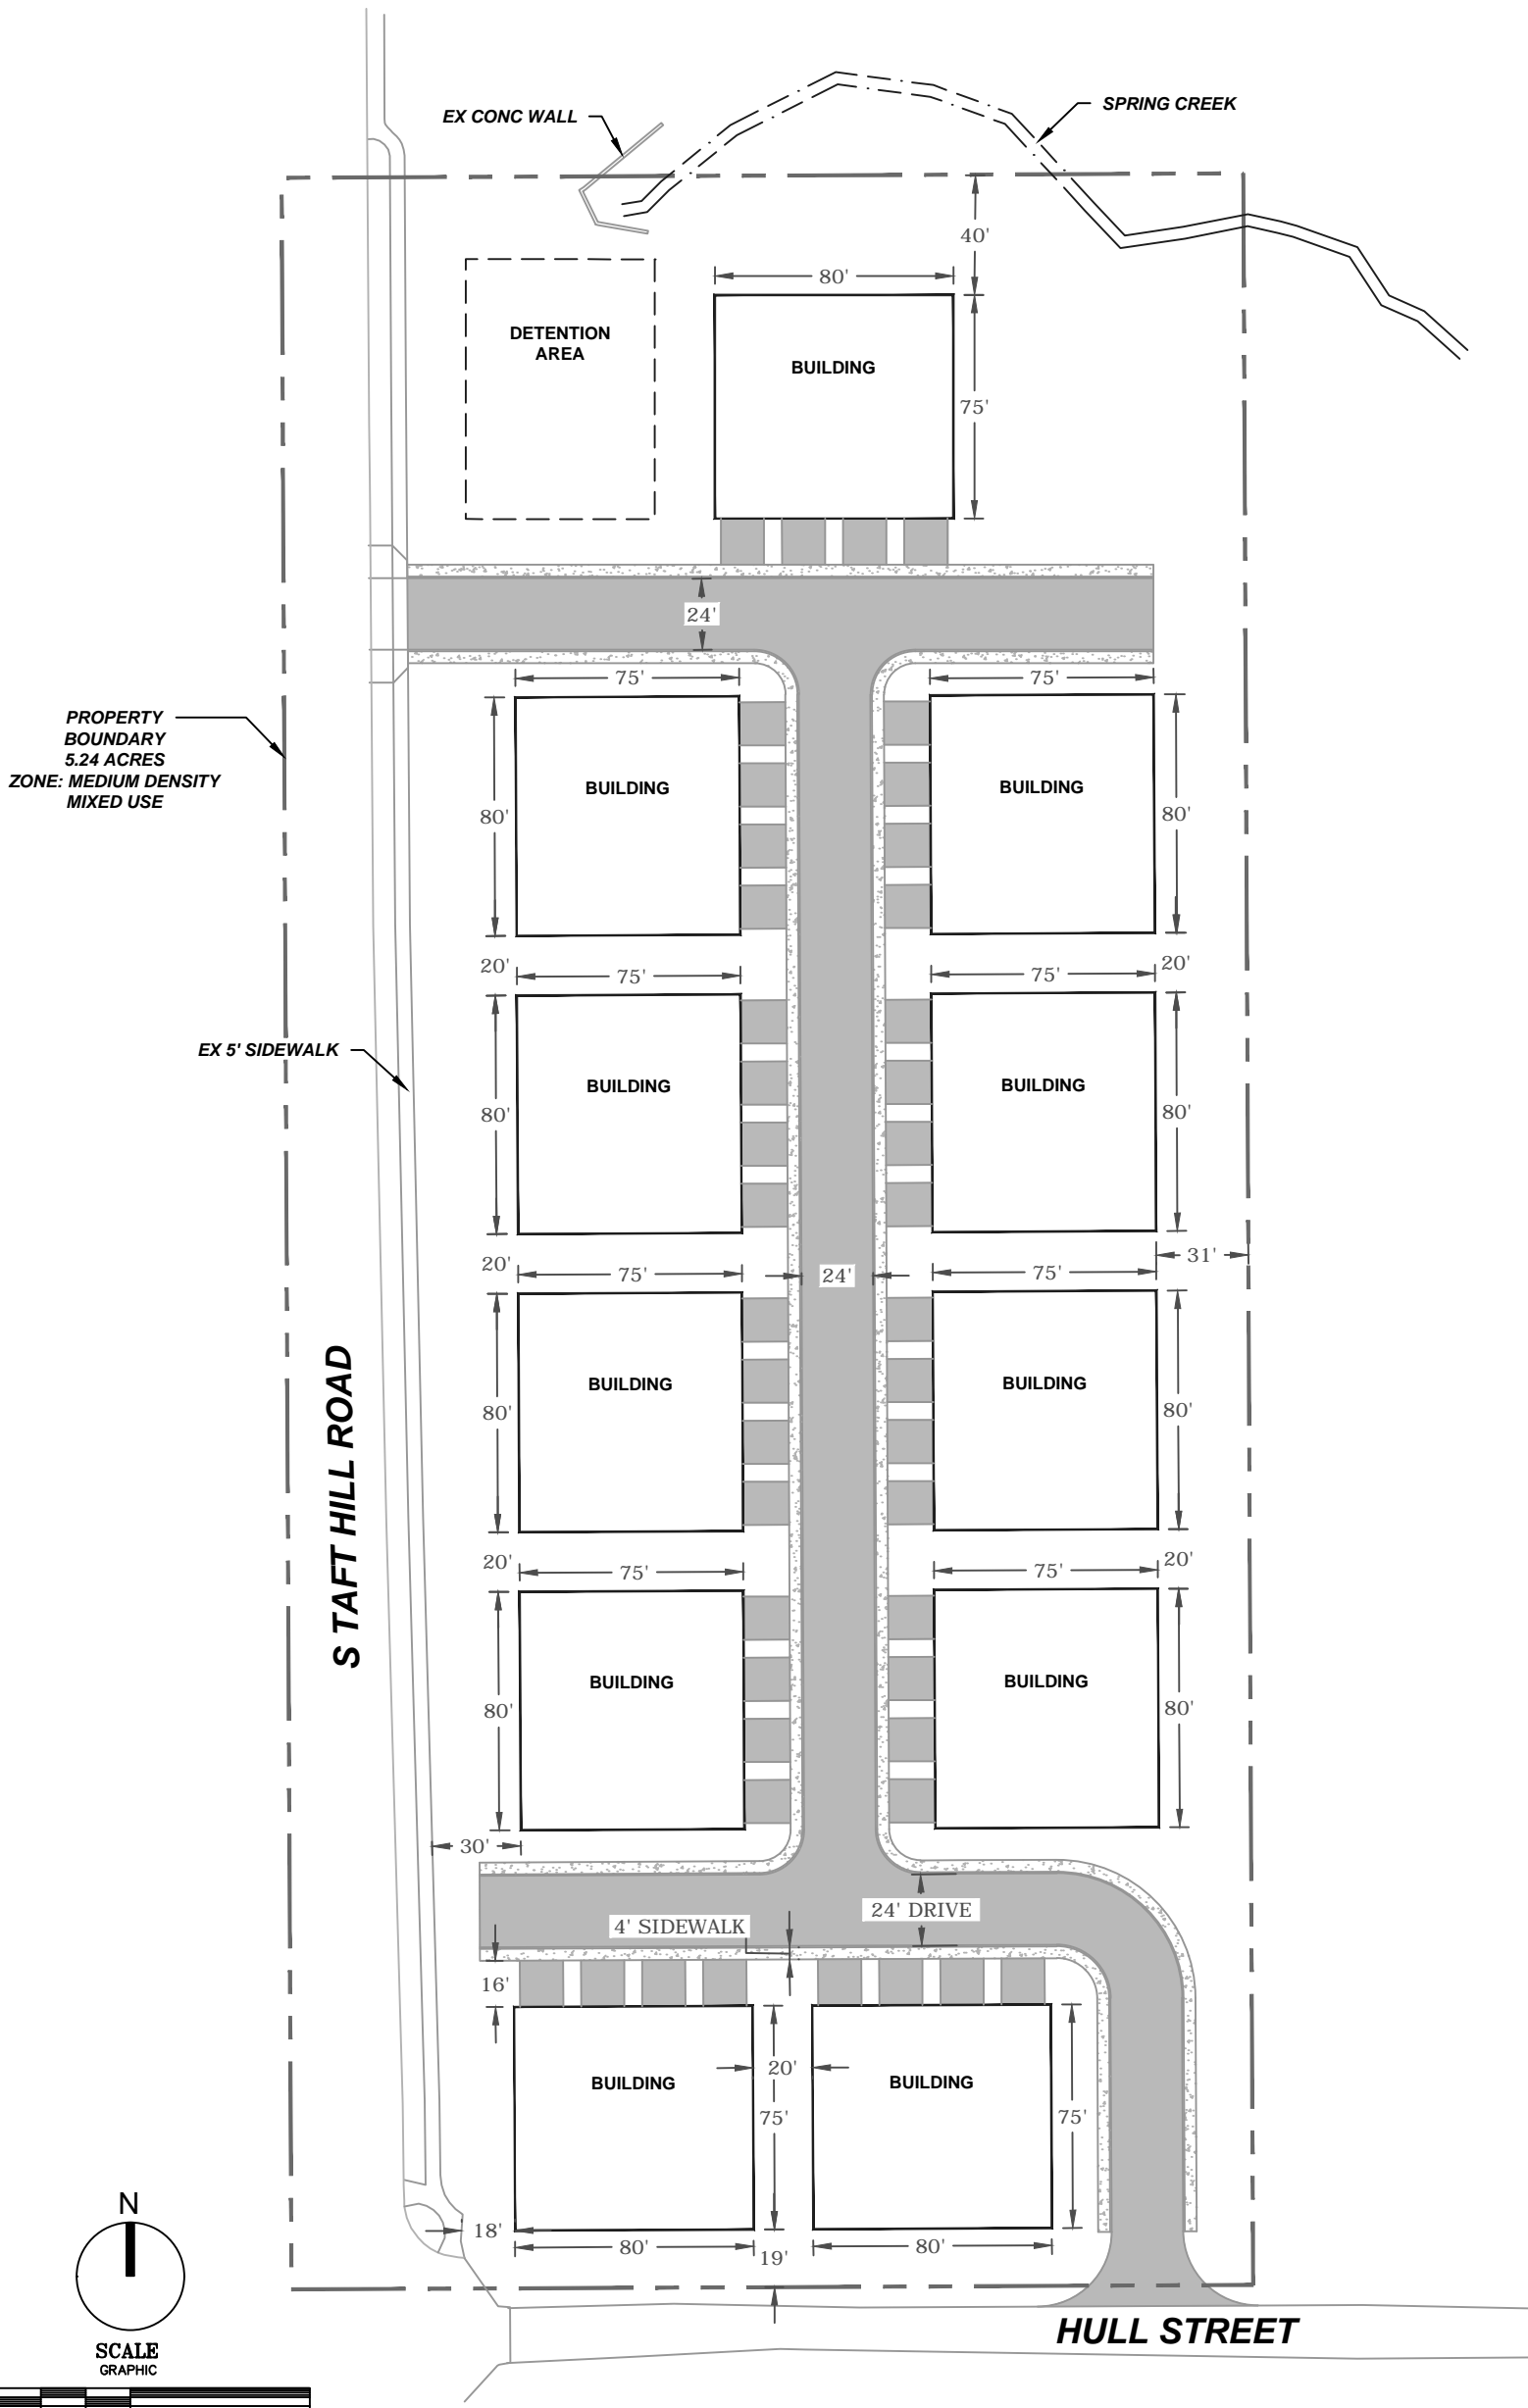 EX CONC WALL
SPRING CREEK
40'
80'
DETENTION
AREA
BUILDING
75'
24'
75'
75'
PROPERTY
BOUNDARY
5.24 ACRES
ZONE: MEDIUM DENSITY
MIXED USE
80'
BUILDING
BUILDING
80'
20'
75'
75'
20'
EX 5' SIDEWALK
80'
BUILDING
BUILDING
80'
20'
75'
24'
75'
31'
80'
BUILDING
BUILDING
80'
S TAFT HILL ROAD
20'
75'
75'
20'
80'
BUILDING
BUILDING
80'
30'
4' SIDEWALK
24' DRIVE
16'
BUILDING
20'
BUILDING
75'
75'
18'
80'
19'
80'
N
SCALE
GRAPHIC
HULL STREET